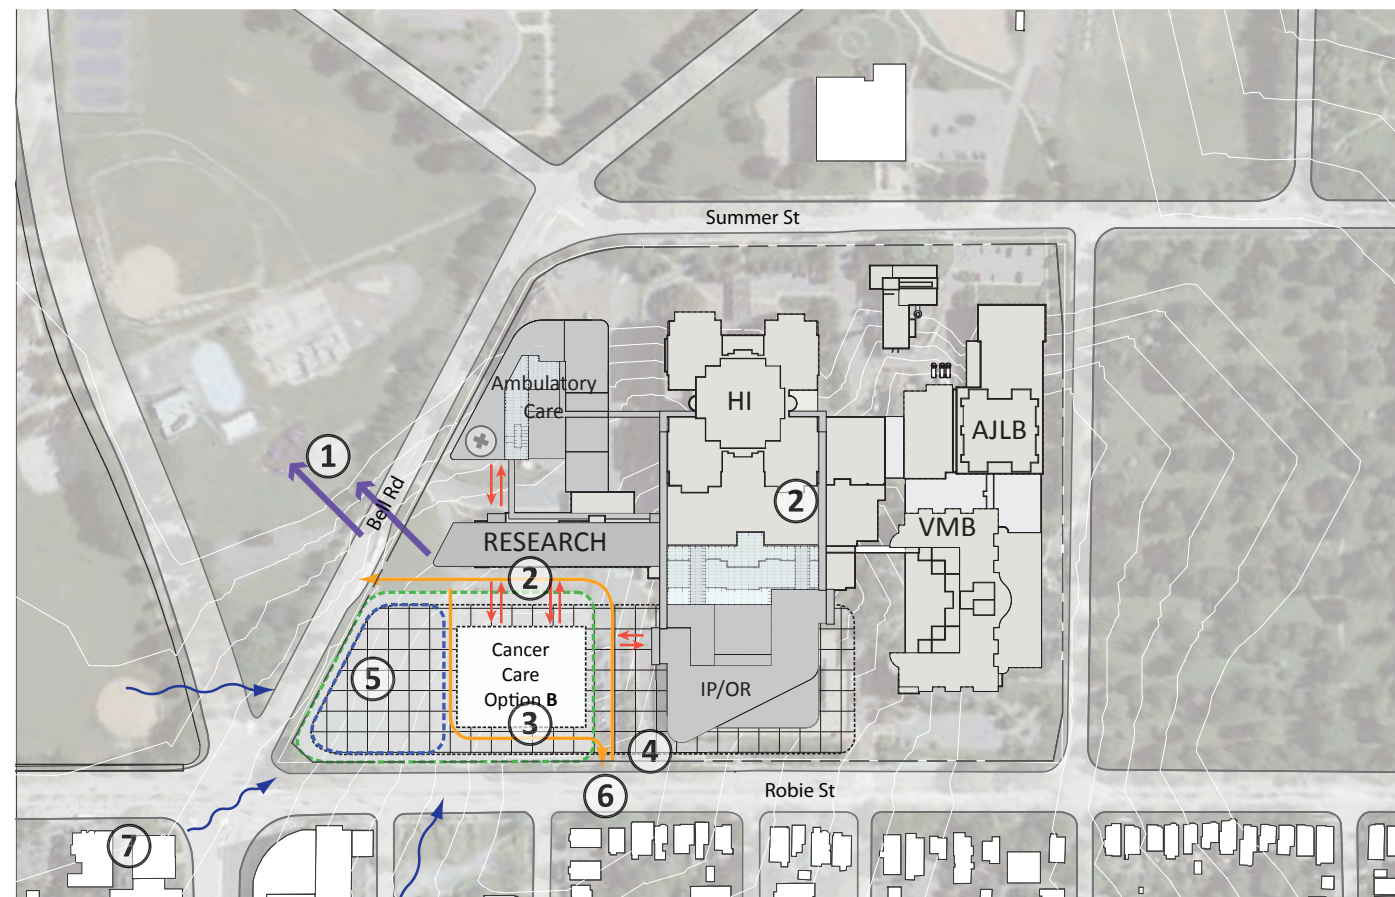 Summer St
Ambulatory
Care
HI
AJLB
1
Bell Rd
2
VMB
RESEARCH
2
Cancer
Care
Option B
5
IP/OR
3
4
6
Robie St
7